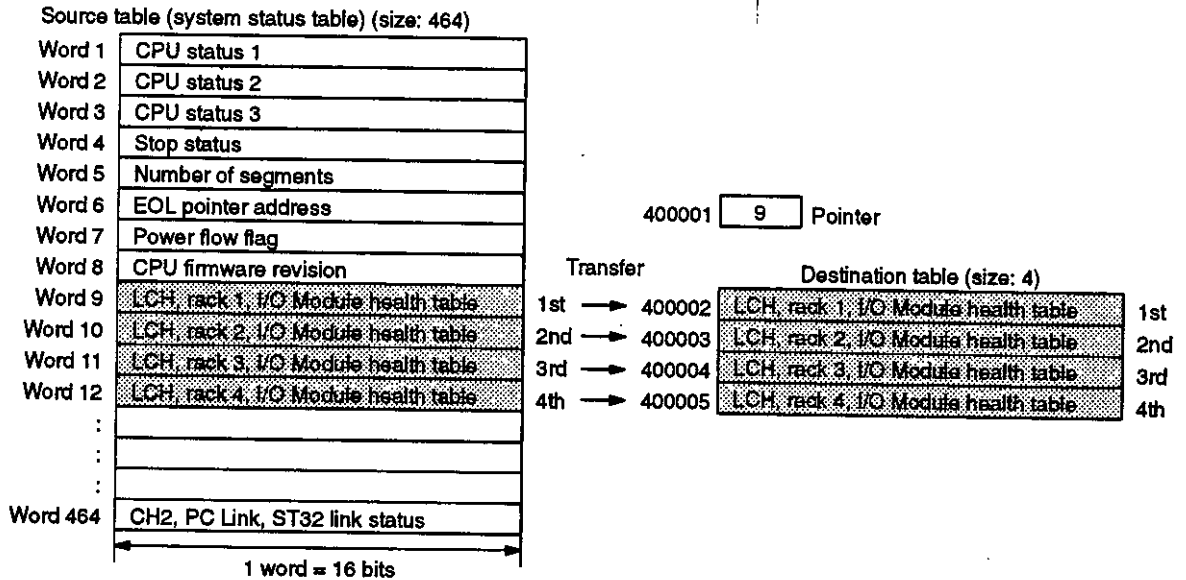 Source table (system status table) (size: 464)
Word 1 CPU status 1
Word 2 CPU status 2
Word 3 CPU status 3
Word 4 Stop status
Word 5 Number of segments
Word 6 EOL pointer address
400001 9 Pointer
Word 7 Power flow flag
Word 8 CPU firmware revision
Transfer
Destination table (size: 4)
Word 9 LCH, rack 1, I/O Module health table 1st 400002 LCH, rack 1, I/O Module health table 1st
Word 10 LCH, rack 2, I/O Module health table 2nd 400003 LCH, rack 2, I/O Module health table 2nd
Word 11 LCH, rack 3, I/O Module health table 3rd 400004 LCH, rack 3, I/O Module health table 3rd
Word 12 LCH, rack 4, I/O Module health table 4th 400005 LCH, rack 4, I/O Module health table 4th
:
:
:
Word 464 CH2, PC Link, ST32 link status
1 word = 16 bits